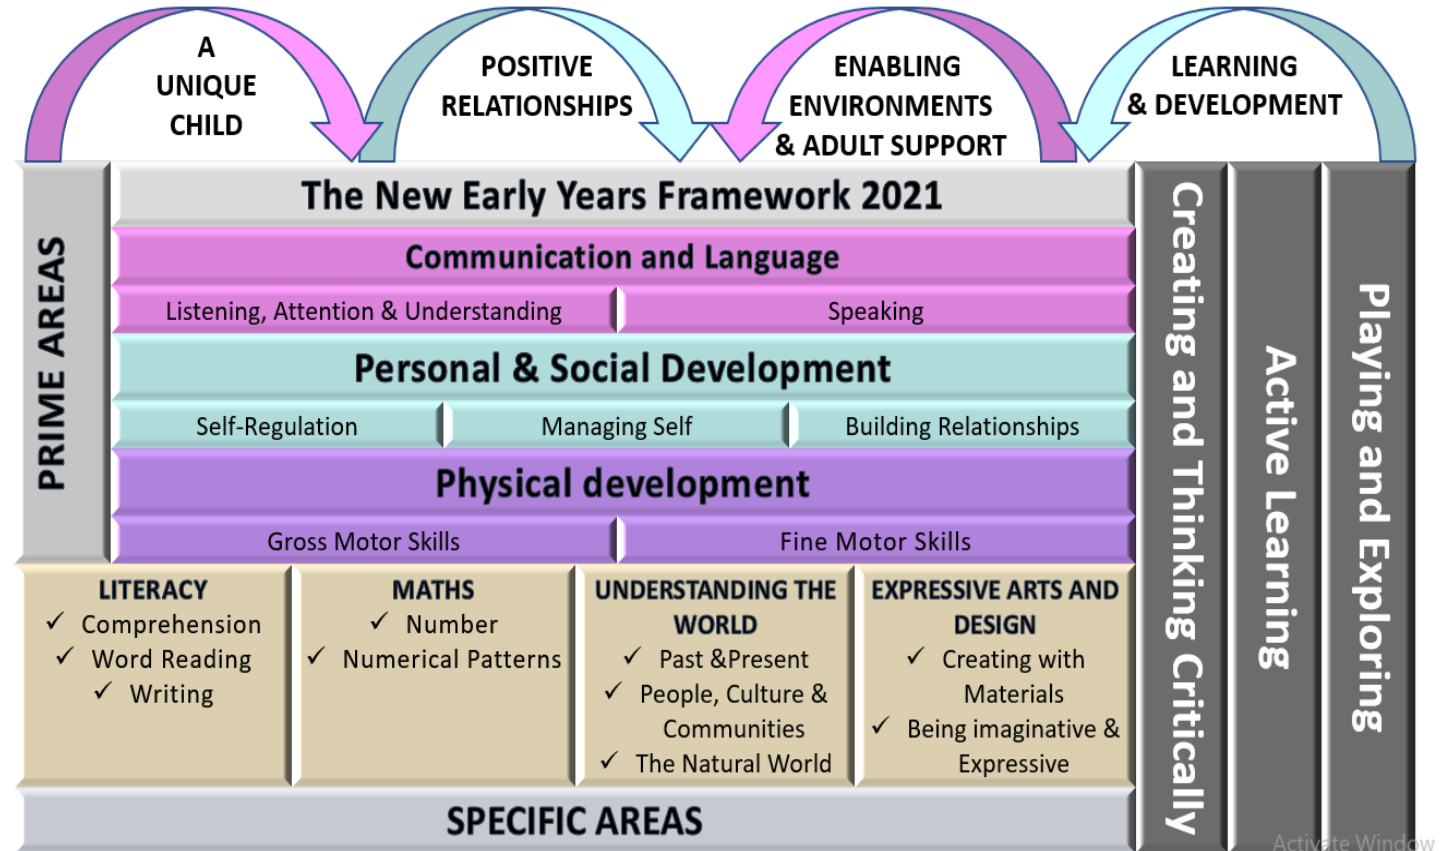 A
UNIQUE
CHILD
POSITIVE
RELATIONSHIPS
ENABLING
ENVIRONMENTS
& ADULT SUPPORT
LEARNING
& DEVELOPMENT
PRIME AREAS
The New Early Years Framework 2021
Communication and Language
Listening, Attention & Understanding
Speaking
Personal & Social Development
Self-Regulation
Managing Self
Building Relationships
Physical development
Gross Motor Skills
Fine Motor Skills
LITERACY
✓ Comprehension
✓ Word Reading
✓ Writing
MATHS
✓ Number
✓ Numerical Patterns
UNDERSTANDING THE
WORLD
✓ Past &Present
✓ People, Culture &
Communities
✓ The Natural World
EXPRESSIVE ARTS AND
DESIGN
✓ Creating with
Materials
✓ Being imaginative &
Expressive
SPECIFIC AREAS
Creating and Thinking Critically
Active Learning
Playing and Exploring
Activate Window